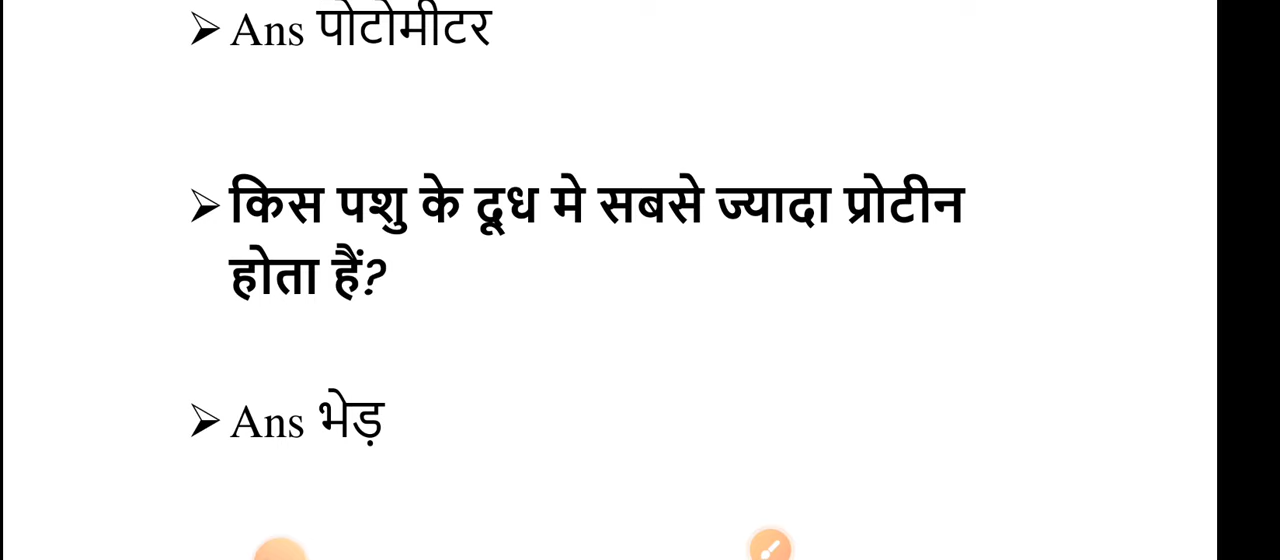 ➢ Ans पोटोमीटर
➢ किस पशु के दूध मे सबसे ज्यादा प्रोटीन
होता हैं?
➢ Ans भेड़